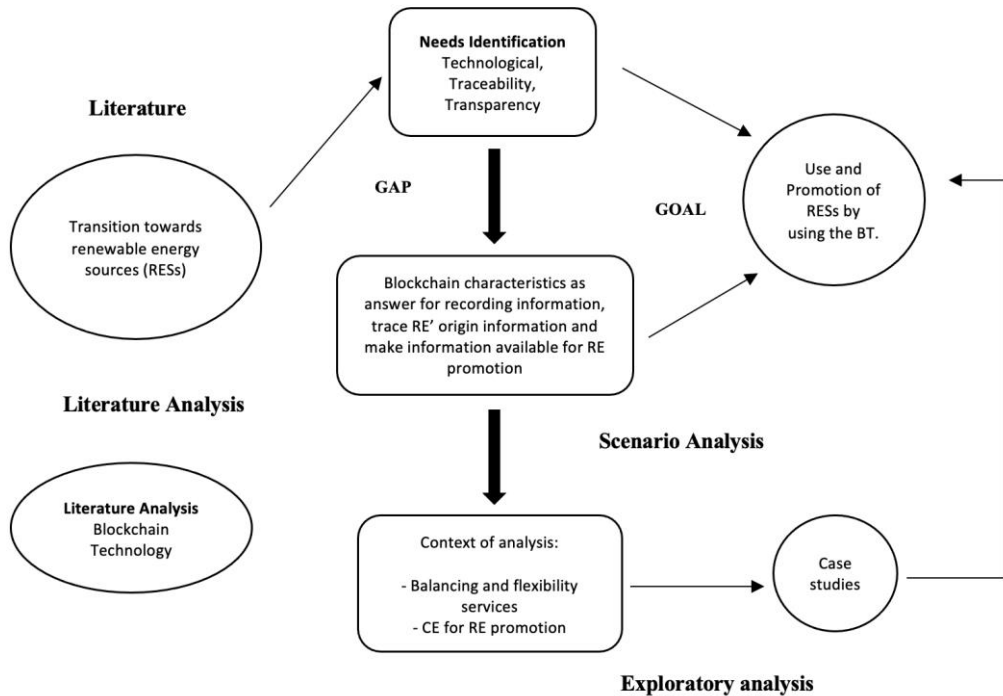 Needs Identification
Technological,
Traceability,
Transparency
Literature
Transition towards
renewable energy
sources (RESs)
GAP
GOAL
Use and
Promotion of
RESs by
using the BT.
Blockchain characteristics as
answer for recording information,
trace RE’ origin information and
make information available for RE
promotion
Literature Analysis
Scenario Analysis
Literature Analysis
Blockchain
Technology
Context of analysis:
- Balancing and flexibility
services
- CE for RE promotion
Case
studies
Exploratory analysis